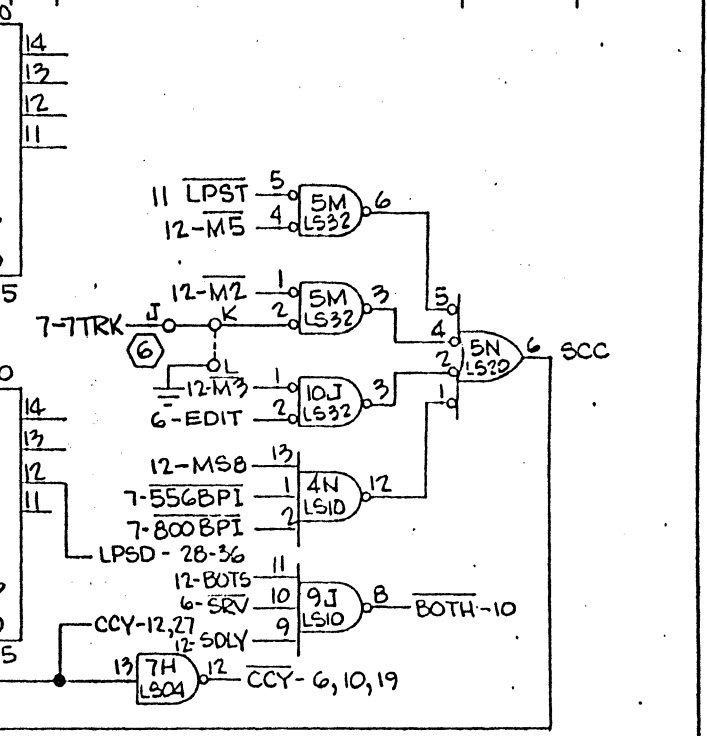 0
14
13
12
11
5
11 LPST 5
12-M5 4
5M
LS32
6
12-M2 1
7-7TRK J K 2
5M
LS32
3
6
L
12-M3 1
6-EDIT 2
10J
LS32
3
5
4
2
1
5N
LS20
6 SCC
0
14
13
12
11
5
12-MS8 13
7-556BPI 1
7-800BPI 2
4N
LS10
12
LPSD - 28-36
12-BOTS 11
6-SRV 10
12-SDLY 9
9J
LS10
8 BOTH-10
CCY-12,27
13
7H
LS04
12 CCY-6,10,19